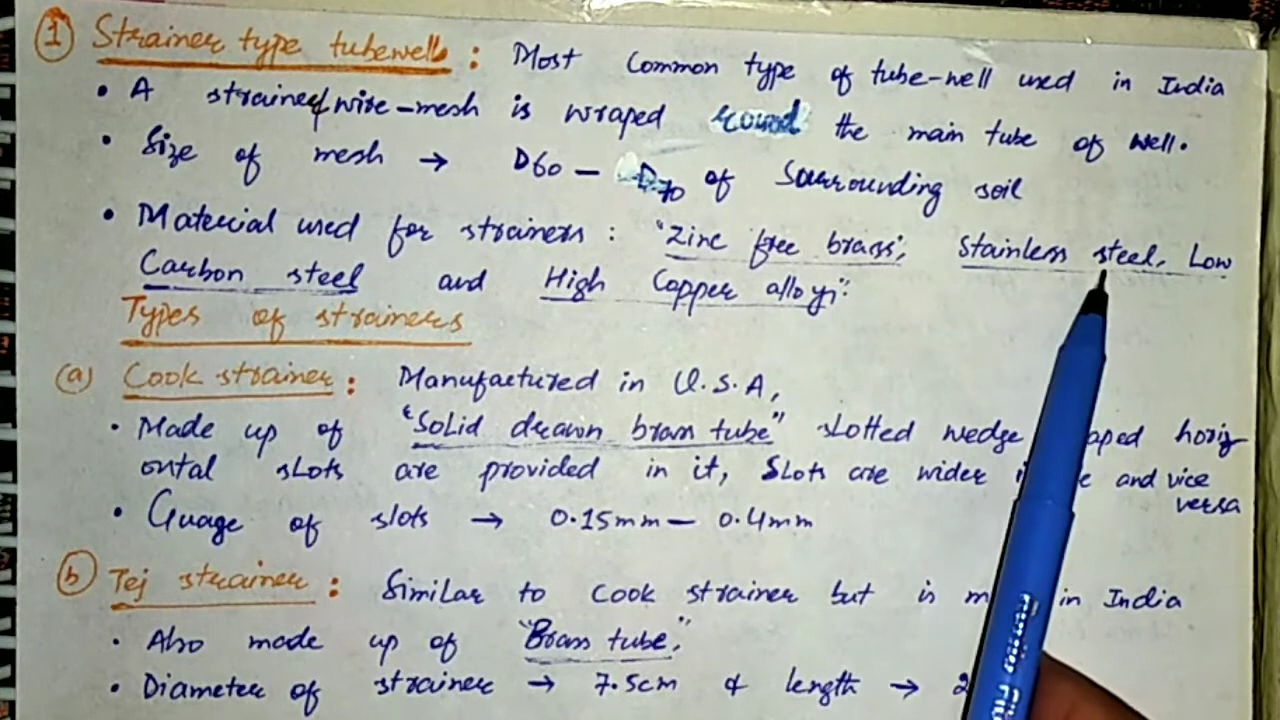 ① Strainer type tubewell : Most Common type of tube-well used in India
• A strainer/wire-mesh is wraped round the main tube of well.
• Size of mesh → D60 – D70 of Surrounding soil
• Material used for strainers : "Zinc free brass", Stainless steel, Low
Carbon steel and High Copper alloy".
Types of strainers
(a) Cook strainer : Manufactured in U.S.A,
• Made up of "Solid drawn brass tube" slotted wedge horiz
ontal slots are provided in it, Slots are wider and vice
versa
• Guage of slots → 0.15mm – 0.4mm
(b) Tej strainer : Similar to Cook strainer but is in India
• Also made up of "Brass tube."
• Diameter of strainer → 7.5cm & length →